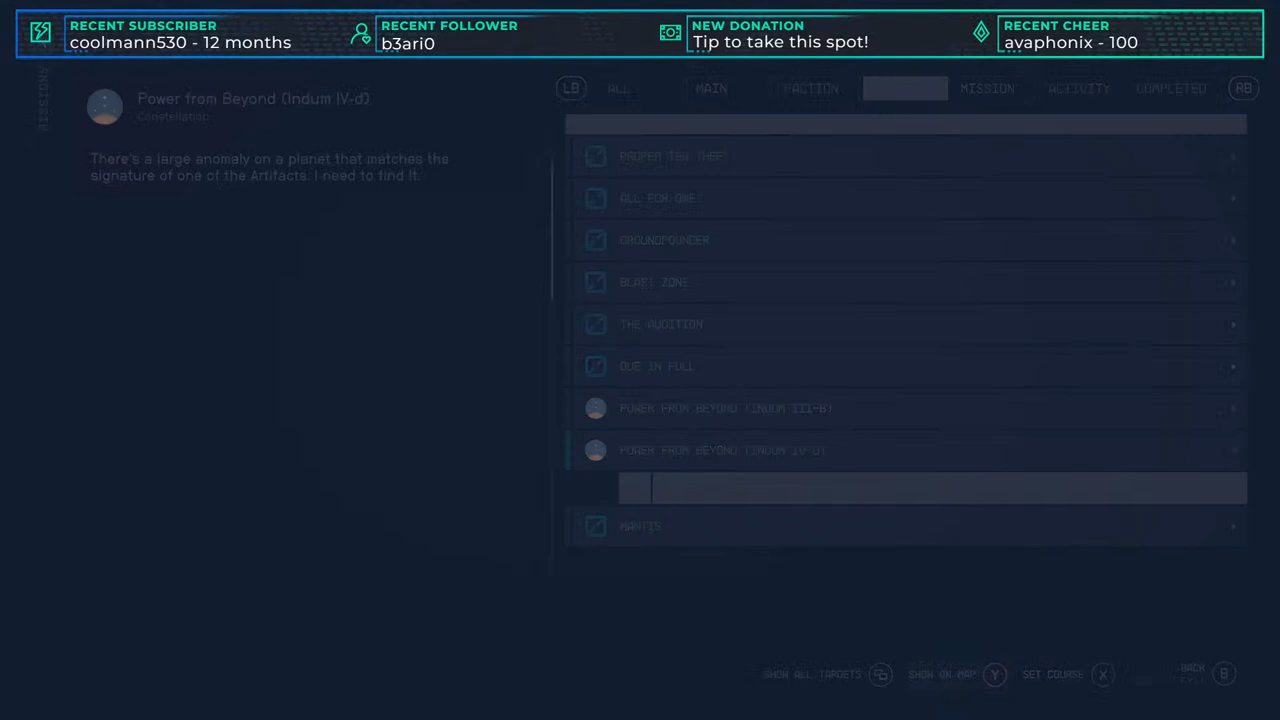 RECENT SUBSCRIBER
coolmann530 - 12 months
RECENT FOLLOWER
b3ari0
NEW DONATION
Tip to take this spot!
RECENT CHEER
avaphonix - 100
MISSIONS
Power from Beyond (Indum IV-d)
Constellation
There's a large anomaly on a planet that matches the
signature of one of the Artifacts. I need to find it.
LB
ALL
MAIN
FACTION
MISSION
ACTIVITY
COMPLETED
RB
ALL FOR ONE
GROUNDPOUNDER
BLAST ZONE
THE AUDITION
DUE IN FULL
POWER FROM BEYOND (INDUM III-B)
POWER FROM BEYOND (INDUM IV-D)
MANTIS
SHOW ALL TARGETS
SHOW ON MAP Y
SET COURSE X
BACK B